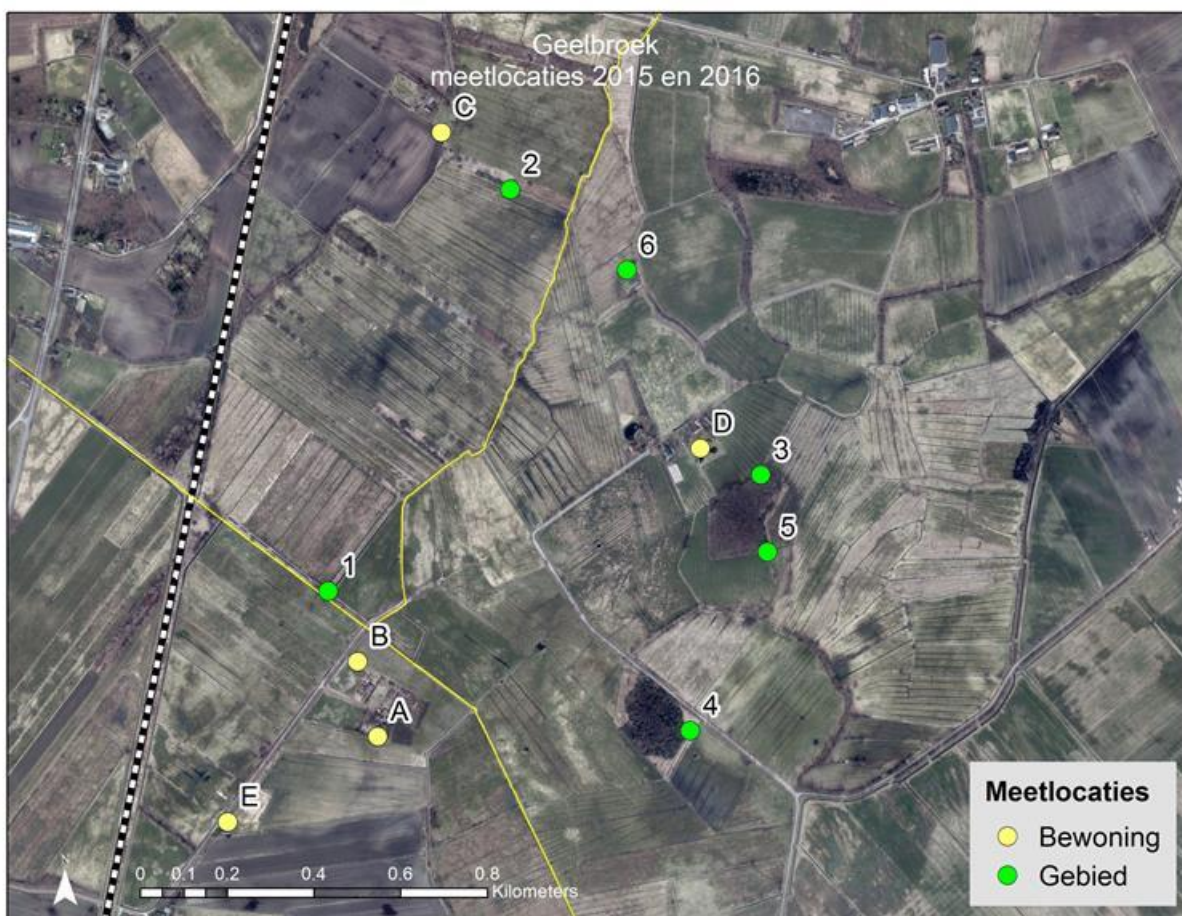 Geelbroek
meetlocaties 2015 en 2016
C
2
6
D
3
5
1
B
A
4
E
Meetlocaties
Bewoning
Gebied
N
0 0.1 0.2 0.4 0.6 0.8
Kilometers